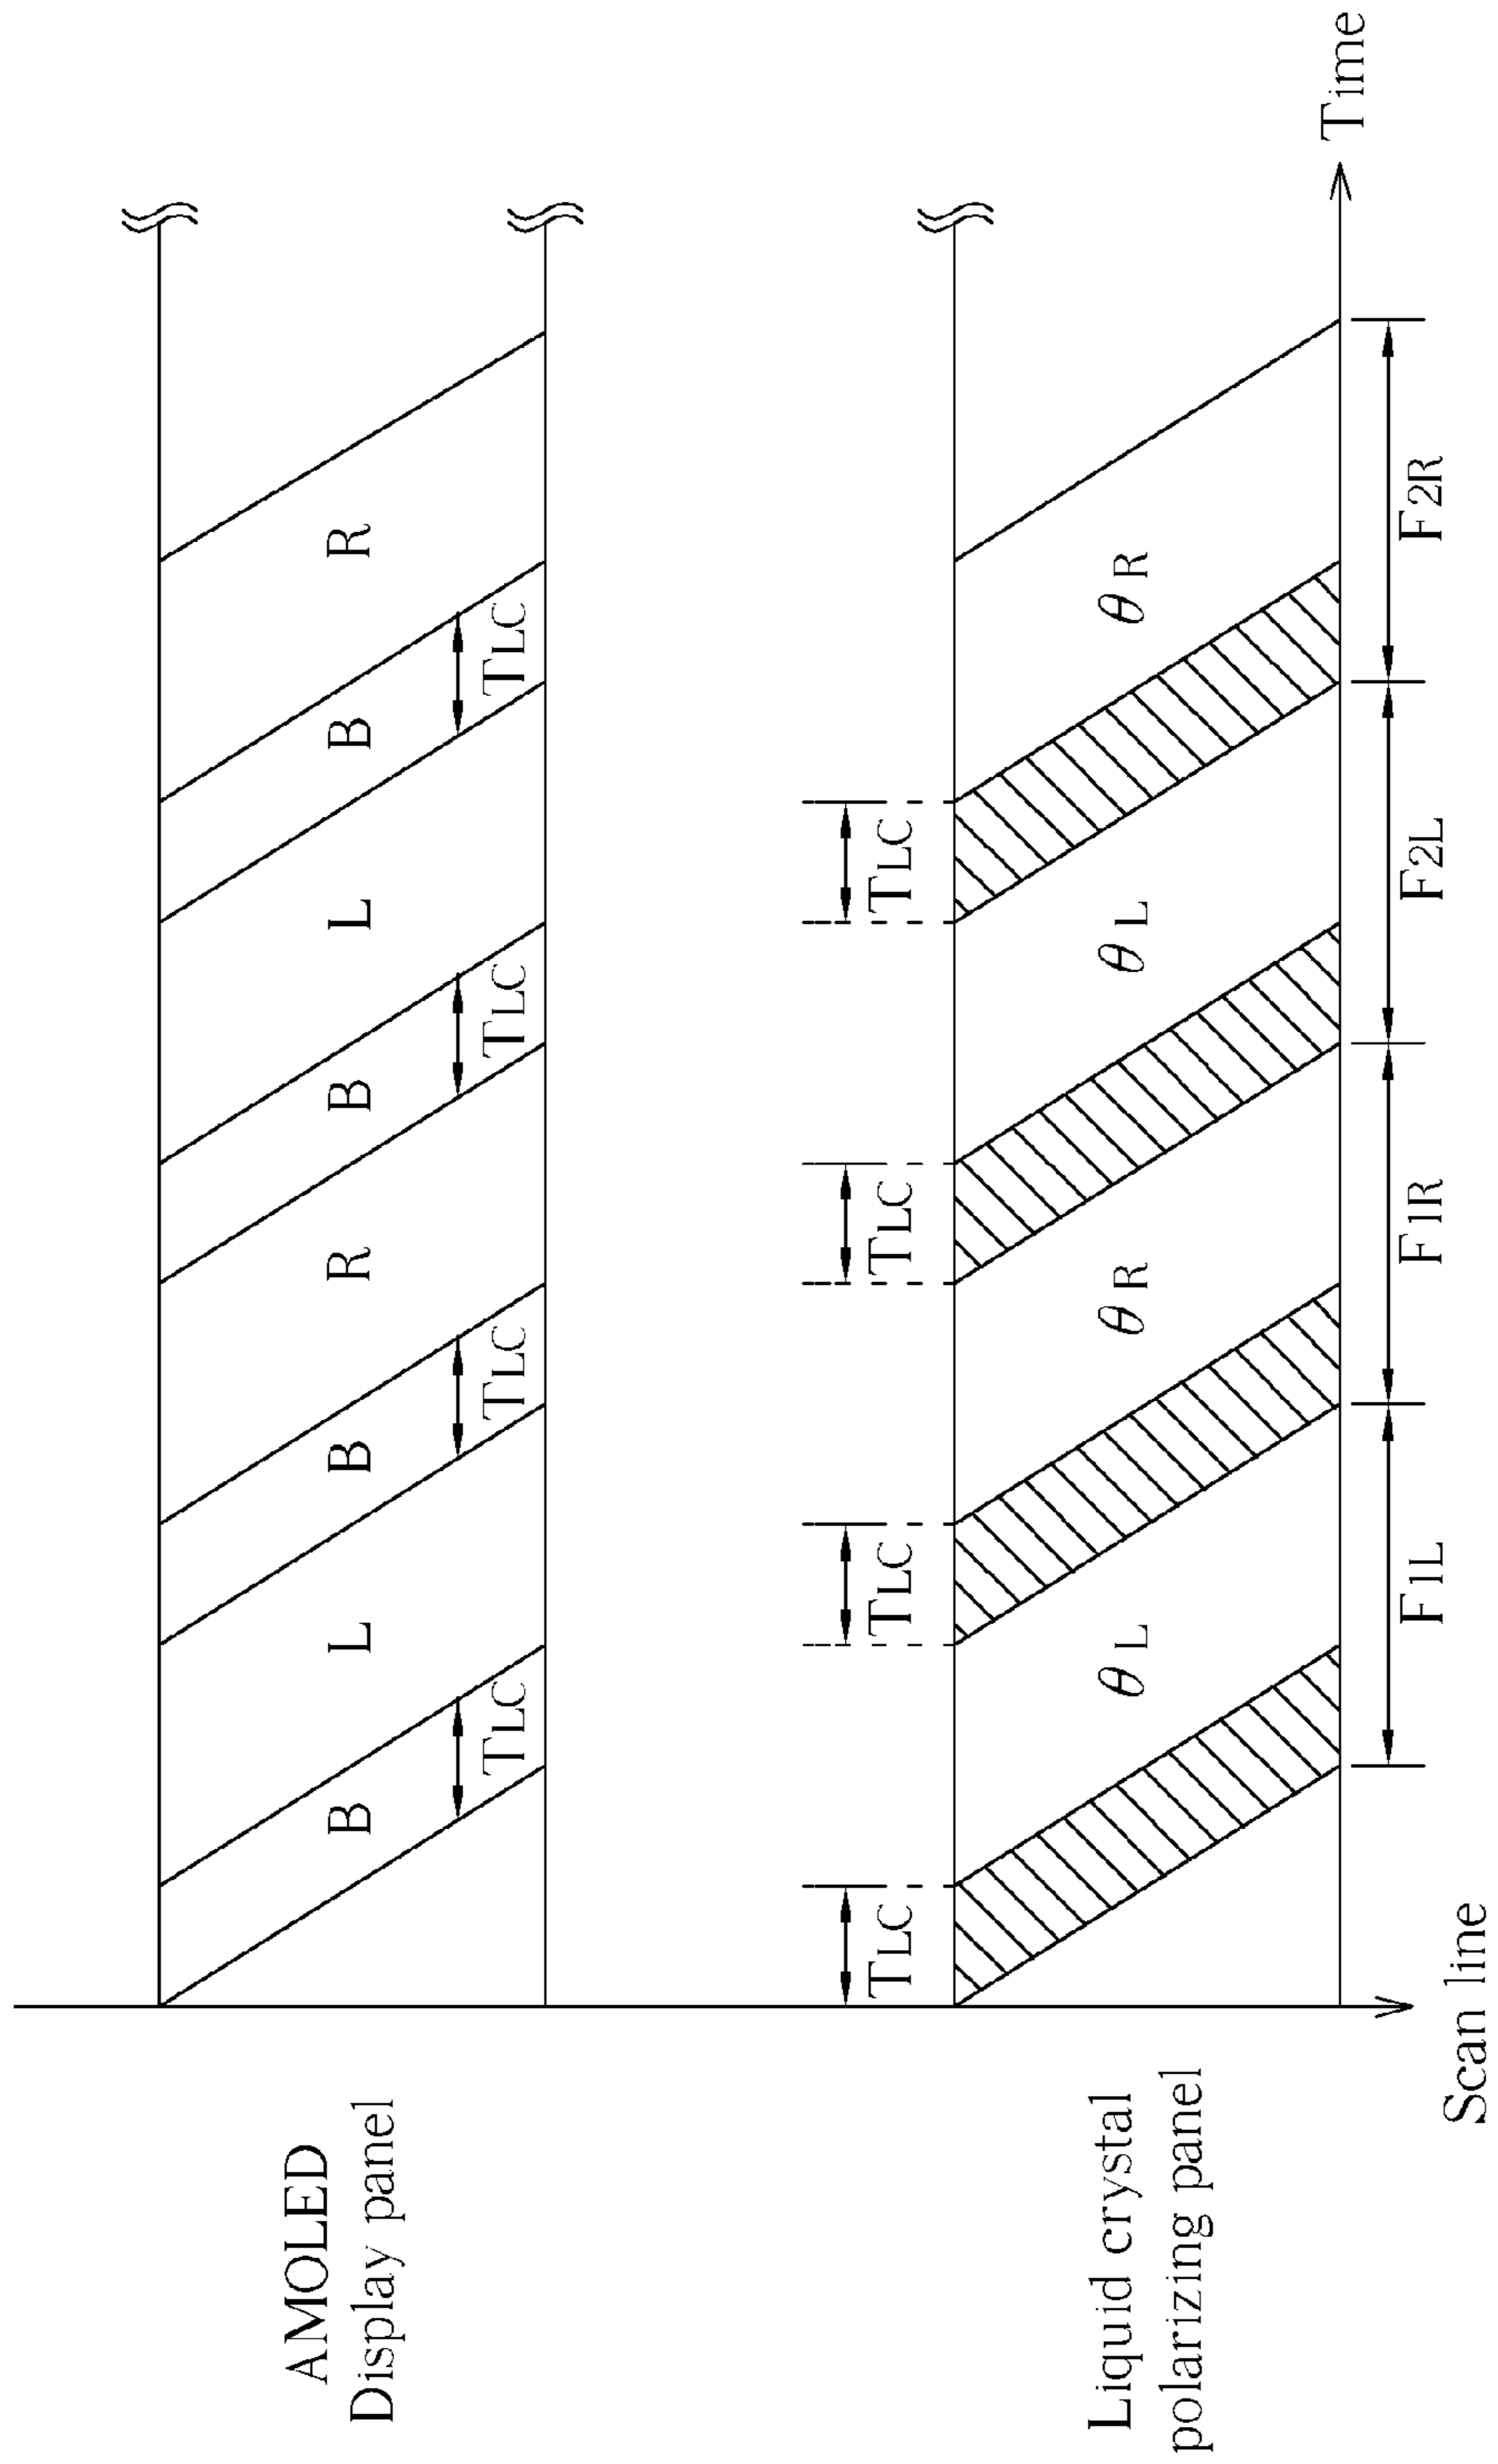 AMOLED
Display panel
B
L
B
R
B
L
B
R
TLC
TLC
TLC
TLC
TLC
TLC
TLC
TLC
Liquid crystal
polarizing panel
θL
θR
θL
θR
Time
F1L
F1R
F2L
F2R
Scan line